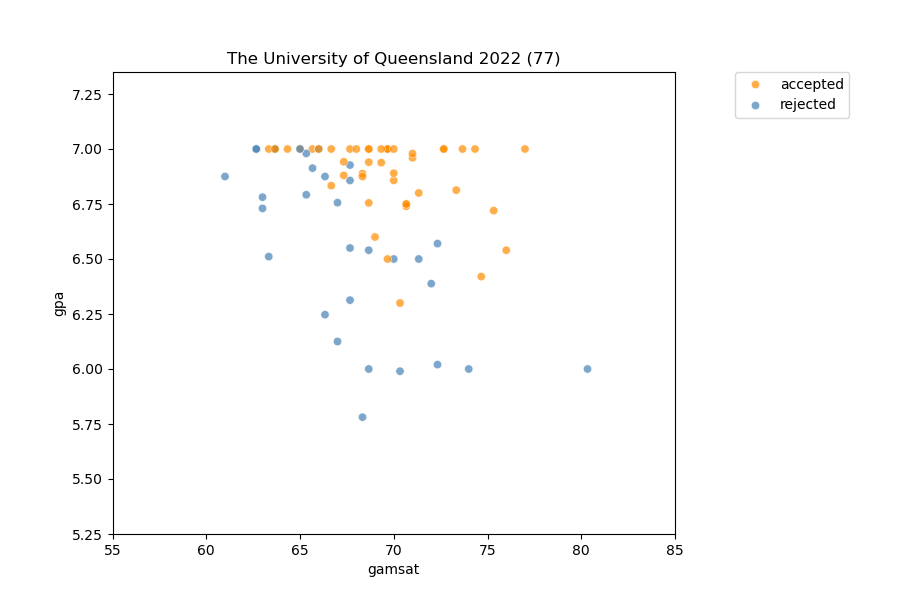 The University of Queensland 2022 (77)
accepted
rejected
7.25
7.00
6.75
6.50
6.25
6.00
5.75
5.50
5.25
gpa
55 60 65 70 75 80 85
gamsat